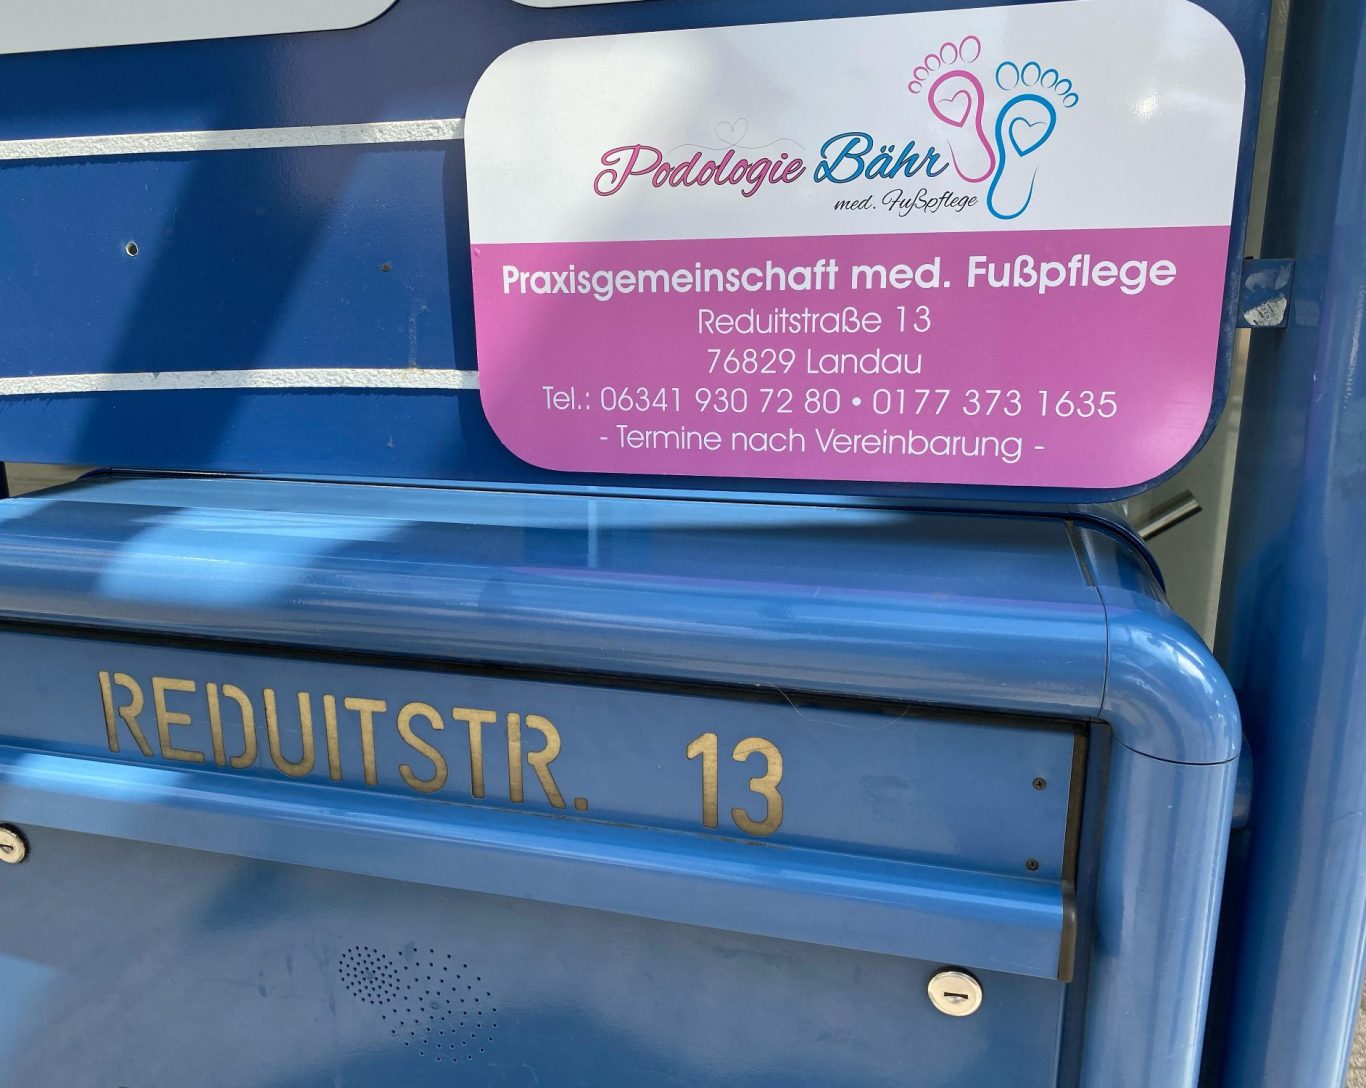 Podologie Bähr
med. Fußpflege
Praxisgemeinschaft med. Fußpflege
Reduitstraße 13
76829 Landau
Tel.: 06341 930 72 80 • 0177 373 1635
- Termine nach Vereinbarung -
REDUITSTR. 13